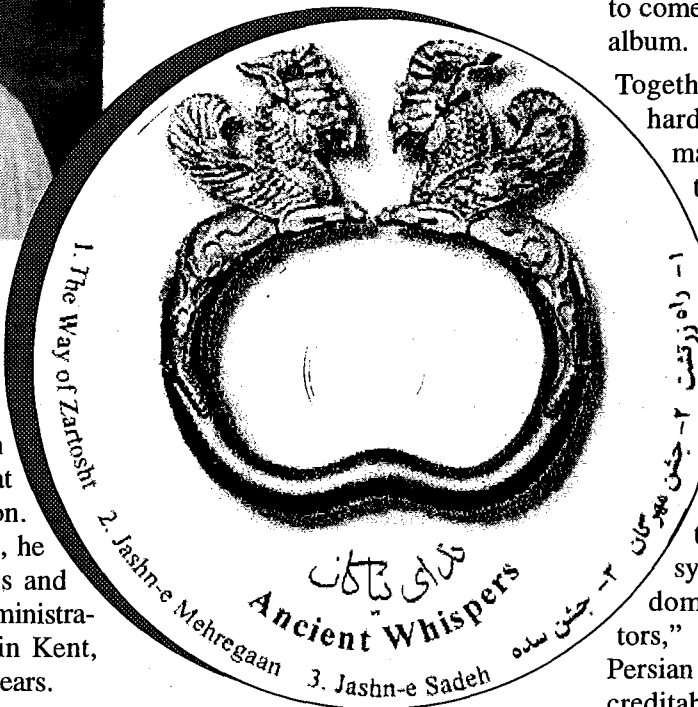 to come
album.
Togeth
hard
ma
1. The Way of Zartosht 2. Jashn-e Mehregaan 3. Jashn-e Sadeh
۱- راه زرتشت ۲- جشن مهرگان ۳- جشن سده
ندای نیاکان
Ancient Whispers
at
on.
, he
s and
ministra-
in Kent,
ears.
sy
dom
tors,”
Persian
creditab